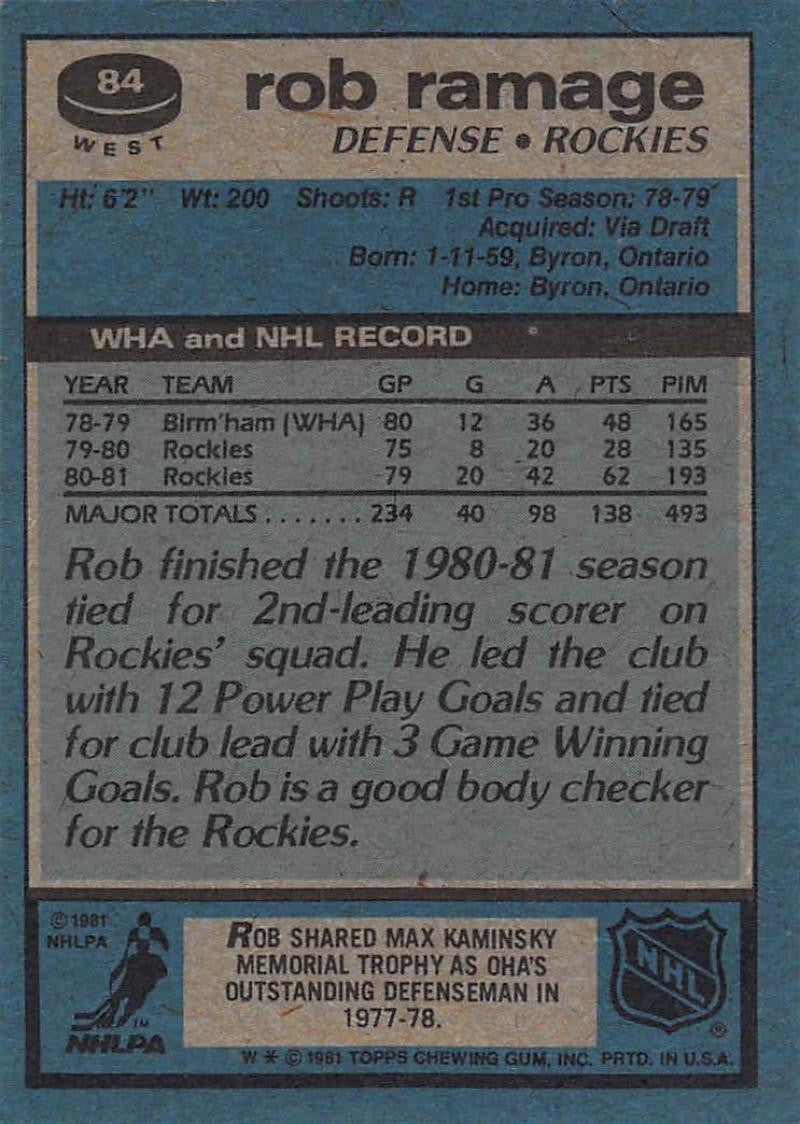 84
WEST
rob ramage
DEFENSE • ROCKIES
Ht: 6'2" Wt: 200 Shoots: R 1st Pro Season: 78-79
Acquired: Via Draft
Born: 1-11-59, Byron, Ontario
Home: Byron, Ontario
WHA and NHL RECORD
YEAR TEAM GP G A PTS PIM
78-79 Birm'ham (WHA) 80 12 36 48 165
79-80 Rockies 75 8 20 28 135
80-81 Rockies 79 20 42 62 193
MAJOR TOTALS ....... 234 40 98 138 493
Rob finished the 1980-81 season
tied for 2nd-leading scorer on
Rockies' squad. He led the club
with 12 Power Play Goals and tied
for club lead with 3 Game Winning
Goals. Rob is a good body checker
for the Rockies.
© 1981
NHLPA
TM
NHLPA
ROB SHARED MAX KAMINSKY
MEMORIAL TROPHY AS OHA'S
OUTSTANDING DEFENSEMAN IN
1977-78.
NHL
®
W * © 1981 TOPPS CHEWING GUM, INC. PRTD. IN U.S.A.